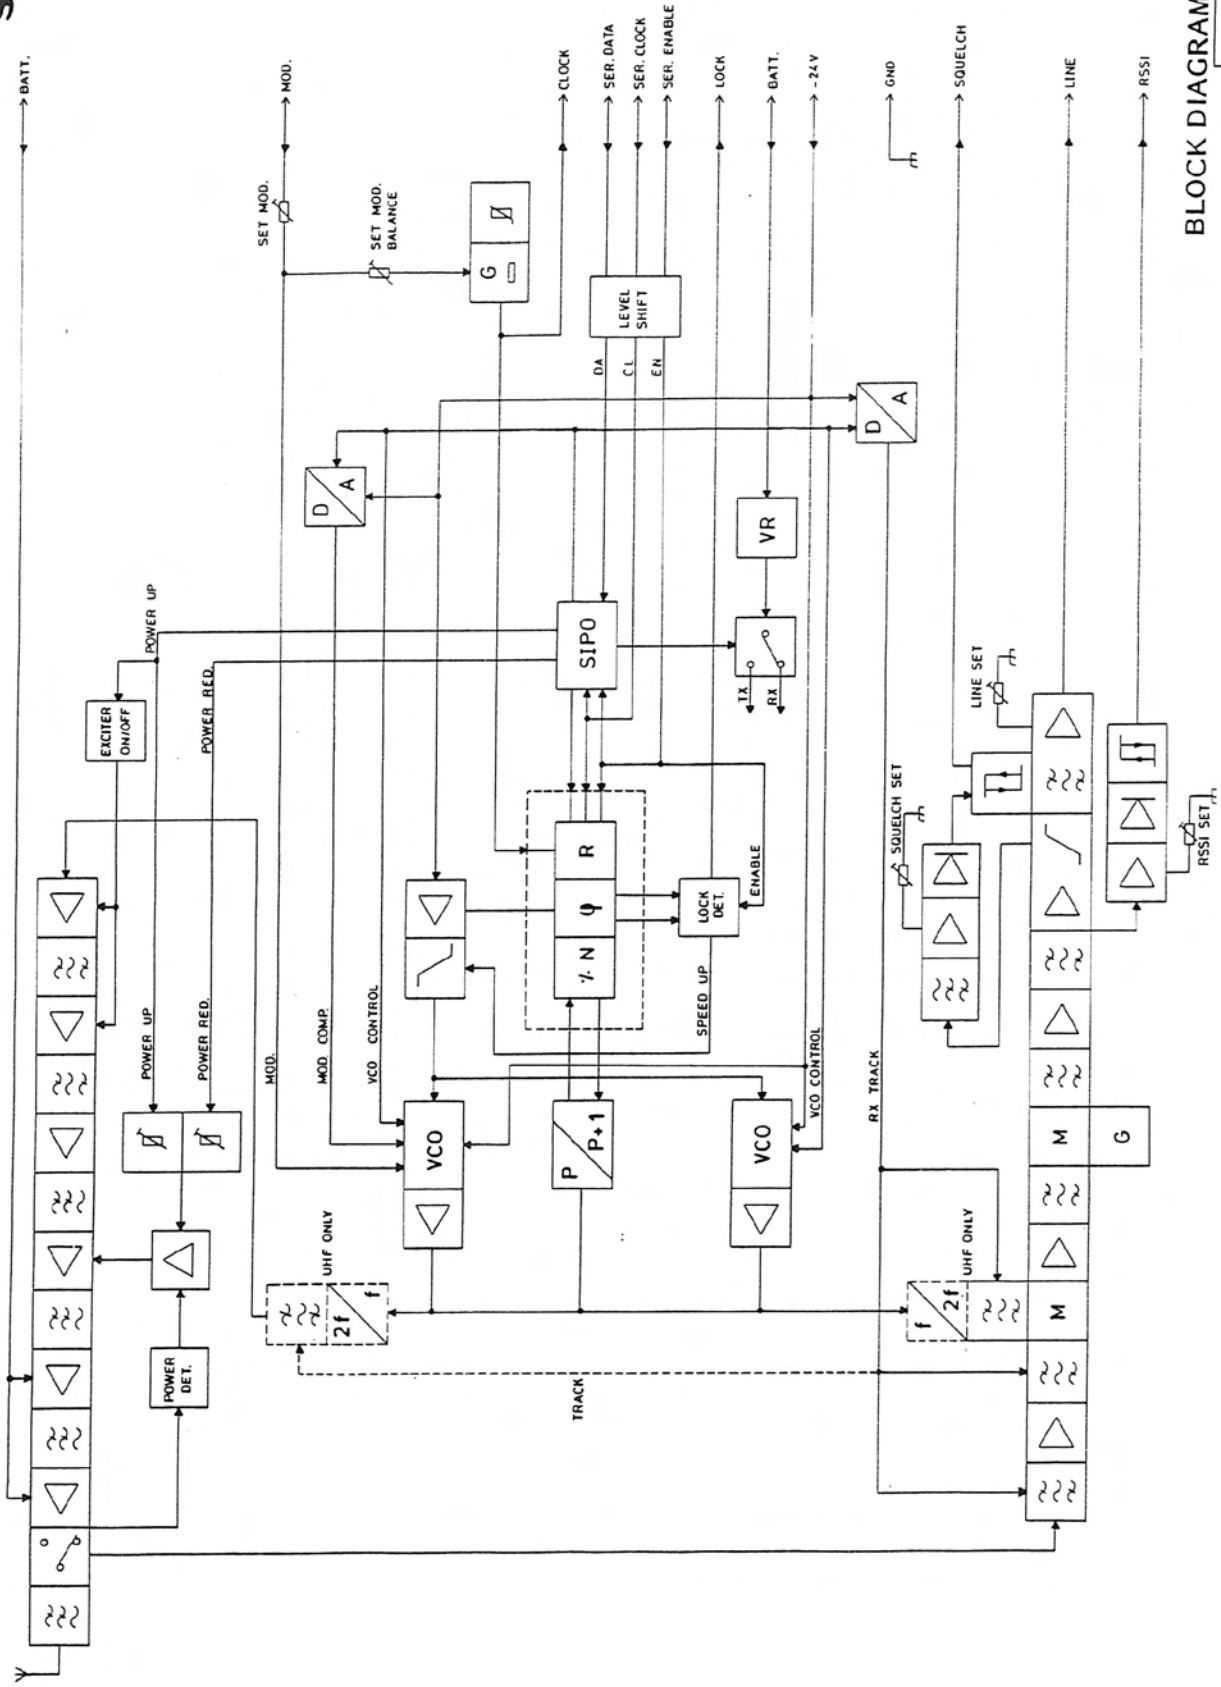 BATT.
MOD.
SET MOD.
SET MOD.
BALANCE
G
CLOCK
SER. DATA
SER. CLOCK
SER. ENABLE
LOCK
BATT.
-24V
GND
SQUELCH
LINE
RSSI
BLOCK DIAGRAM
LEVEL
SHIFT
DA
CL
EN
D
A
D
A
VR
SIPO
TX
RX
POWER UP
POWER RED.
EXCITER
ON/OFF
LINE SET
SQUELCH SET
RSSI SET
R
φ
% N
LOCK
DET.
ENABLE
SPEED UP
POWER UP
POWER RED.
MOD.
MOD COMP.
VCO CONTROL
VCO CONTROL
RX TRACK
VCO
P
P+1
VCO
M
G
UHF ONLY
2f
f
UHF ONLY
f
2f
M
POWER
DET.
TRACK